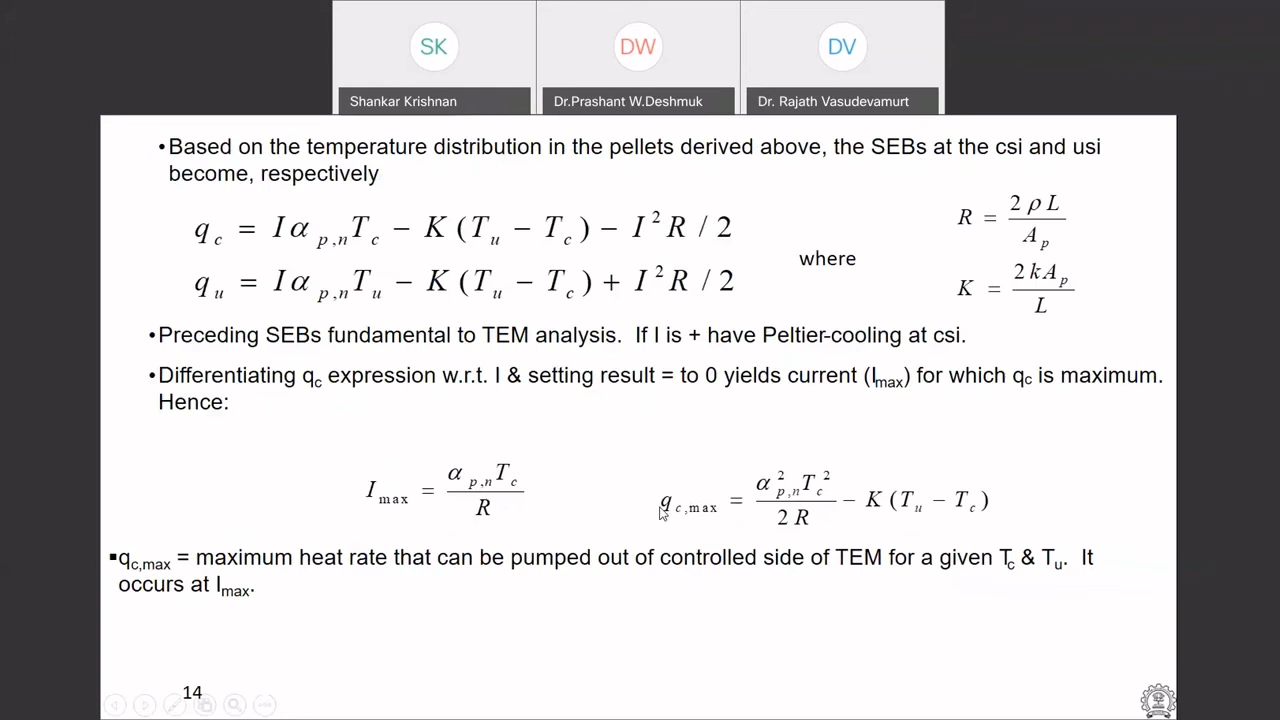 SK
DW
DV
Shankar Krishnan
Dr.Prashant W.Deshmuk
Dr. Rajath Vasudevamurt
•Based on the temperature distribution in the pellets derived above, the SEBs at the csi and usi
become, respectively
q_c = Iα_{p,n}T_c − K(T_u − T_c) − I²R/2
q_u = Iα_{p,n}T_u − K(T_u − T_c) + I²R/2
where
R = 2ρL / A_p
K = 2kA_p / L
•Preceding SEBs fundamental to TEM analysis. If I is + have Peltier-cooling at csi.
•Differentiating q_c expression w.r.t. I & setting result = to 0 yields current (I_max) for which q_c is maximum.
Hence:
I_max = α_{p,n}T_c / R
q_{c,max} = α²_{p,n}T_c² / 2R − K(T_u − T_c)
▪q_{c,max} = maximum heat rate that can be pumped out of controlled side of TEM for a given T_c & T_u. It
occurs at I_max.
14